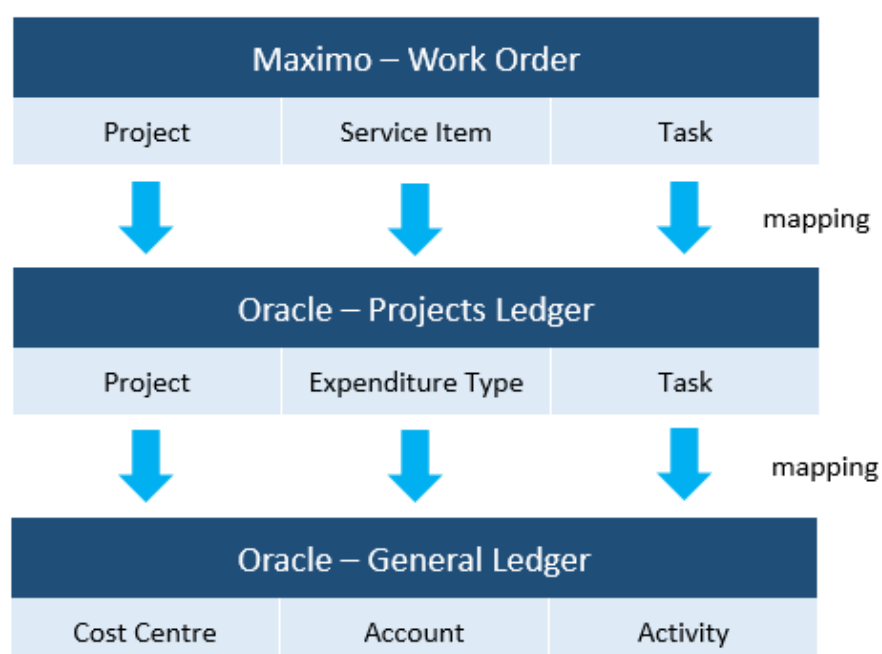 Maximo – Work Order
Project Service Item Task
mapping
Oracle – Projects Ledger
Project Expenditure Type Task
mapping
Oracle – General Ledger
Cost Centre Account Activity